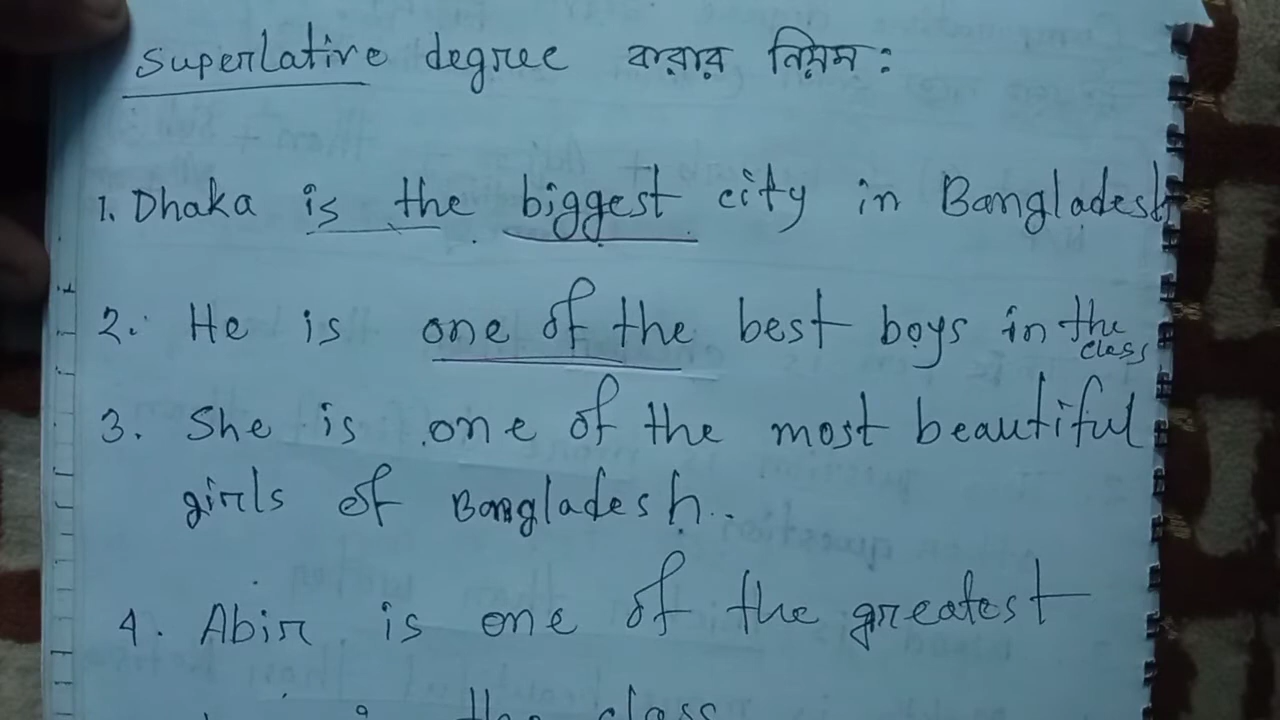 Superlative degree করার নিয়ম:
1. Dhaka is the biggest city in Bangladesh
2. He is one of the best boys in the
class
3. She is one of the most beautiful
girls of Bangladesh.
4. Abir is one of the greatest
the class